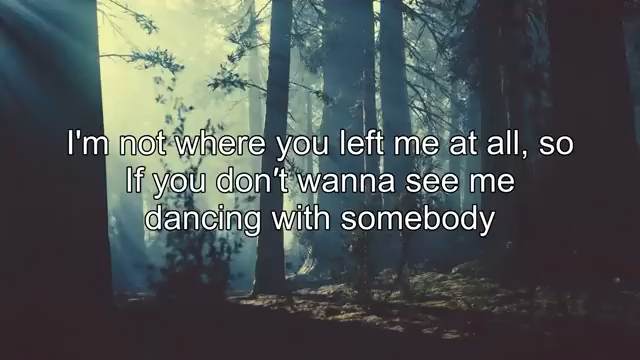 I'm not where you left me at all, so
If you don′t wanna see me
dancing with somebody